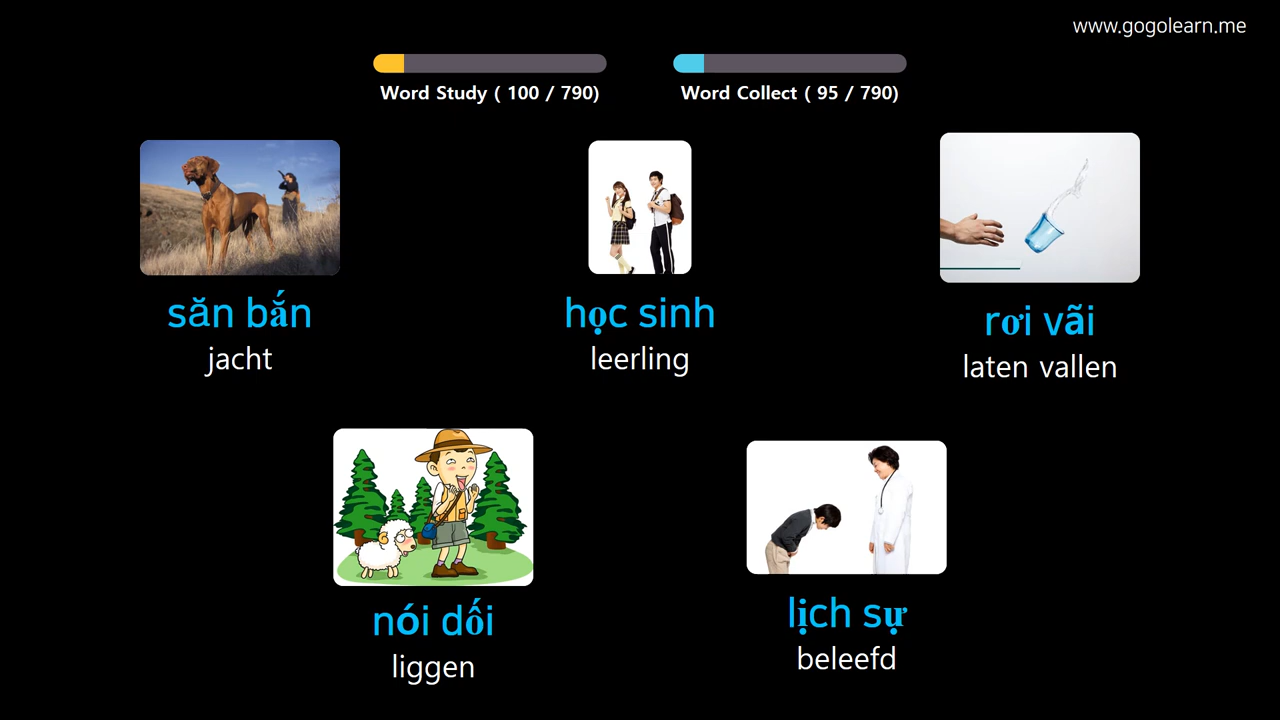 www.gogolearn.me
Word Study ( 100 / 790)
Word Collect ( 95 / 790)
săn bắn
jacht
học sinh
leerling
rơi vãi
laten vallen
nói dối
liggen
lịch sự
beleefd